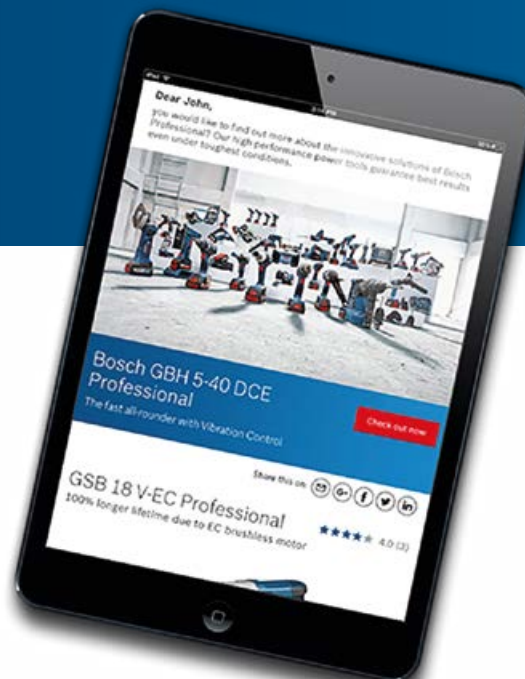 iPad
Dear John,
you would like to find out more about the innovative solutions of Bosch
Professional? Our high performance power tools guarantee best results
even under toughest conditions.
Bosch GBH 5-40 DCE
Professional
The fast all-rounder with Vibration Control
Check out now
Share this on:
G+ f in
GSB 18 V-EC Professional
100% longer lifetime due to EC brushless motor
4.0 (3)